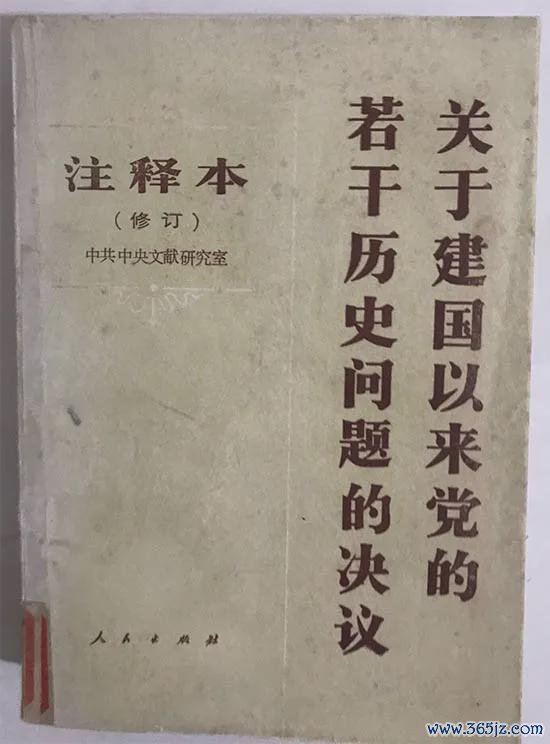 关于建国以来党的
若干历史问题的决议
注释本
(修订)
中共中央文献研究室
人民出版社
www.365jz.com